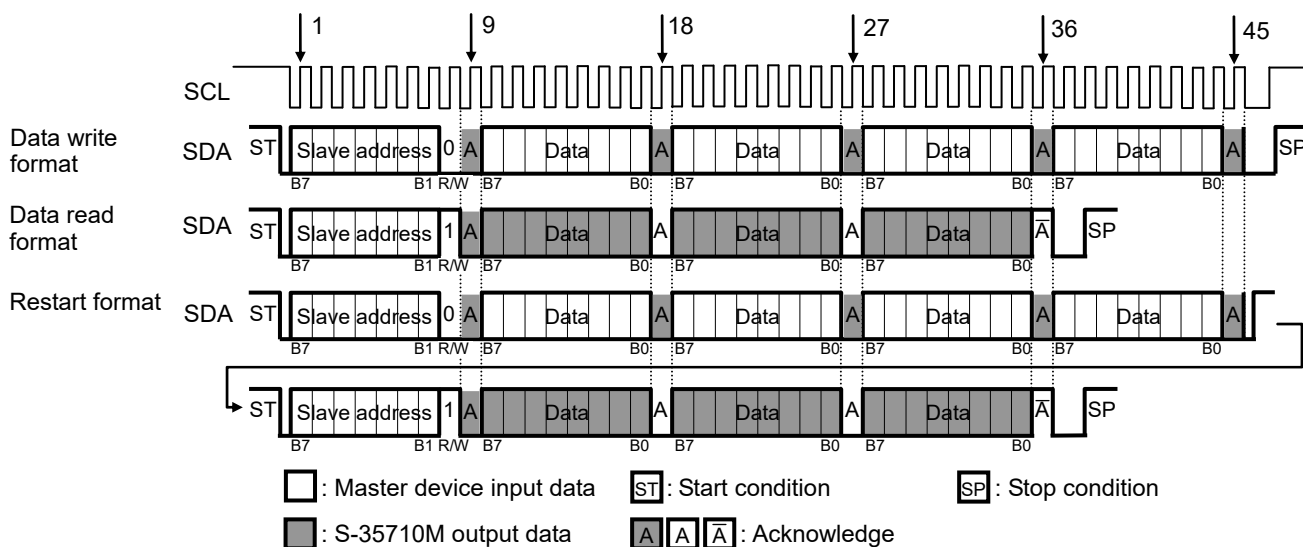 1 9 18 27 36 45
SCL
Data write format
SDA ST Slave address 0 A Data A Data A Data A Data A SP
B7 B1 R/W B7 B0 B7 B0 B7 B0 B7 B0
Data read format
SDA ST Slave address 1 A Data A Data A Data A̅ SP
B7 B1 R/W B7 B0 B7 B0 B7 B0
Restart format
SDA ST Slave address 0 A Data A Data A Data A Data A
B7 B1 R/W B7 B0 B7 B0 B7 B0 B7 B0
ST Slave address 1 A Data A Data A Data A̅ SP
B7 B1 R/W B7 B0 B7 B0 B7 B0
: Master device input data ST : Start condition SP : Stop condition
: S-35710M output data A A A̅ : Acknowledge